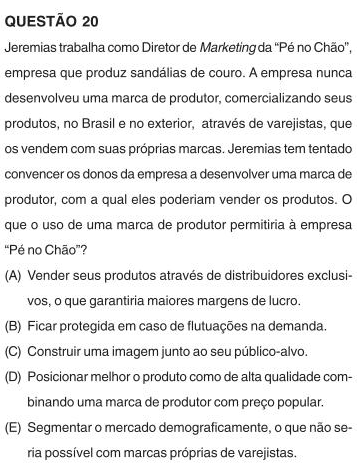 QUESTÃO 20
Jeremias trabalha como Diretor de Marketing da “Pé no Chão”,
empresa que produz sandálias de couro. A empresa nunca
desenvolveu uma marca de produtor, comercializando seus
produtos, no Brasil e no exterior, através de varejistas, que
os vendem com suas próprias marcas. Jeremias tem tentado
convencer os donos da empresa a desenvolver uma marca de
produtor, com a qual eles poderiam vender os produtos. O
que o uso de uma marca de produtor permitiria à empresa
“Pé no Chão”?
(A) Vender seus produtos através de distribuidores exclusi-
vos, o que garantiria maiores margens de lucro.
(B) Ficar protegida em caso de flutuações na demanda.
(C) Construir uma imagem junto ao seu público-alvo.
(D) Posicionar melhor o produto como de alta qualidade com-
binando uma marca de produtor com preço popular.
(E) Segmentar o mercado demograficamente, o que não se-
ria possível com marcas próprias de varejistas.